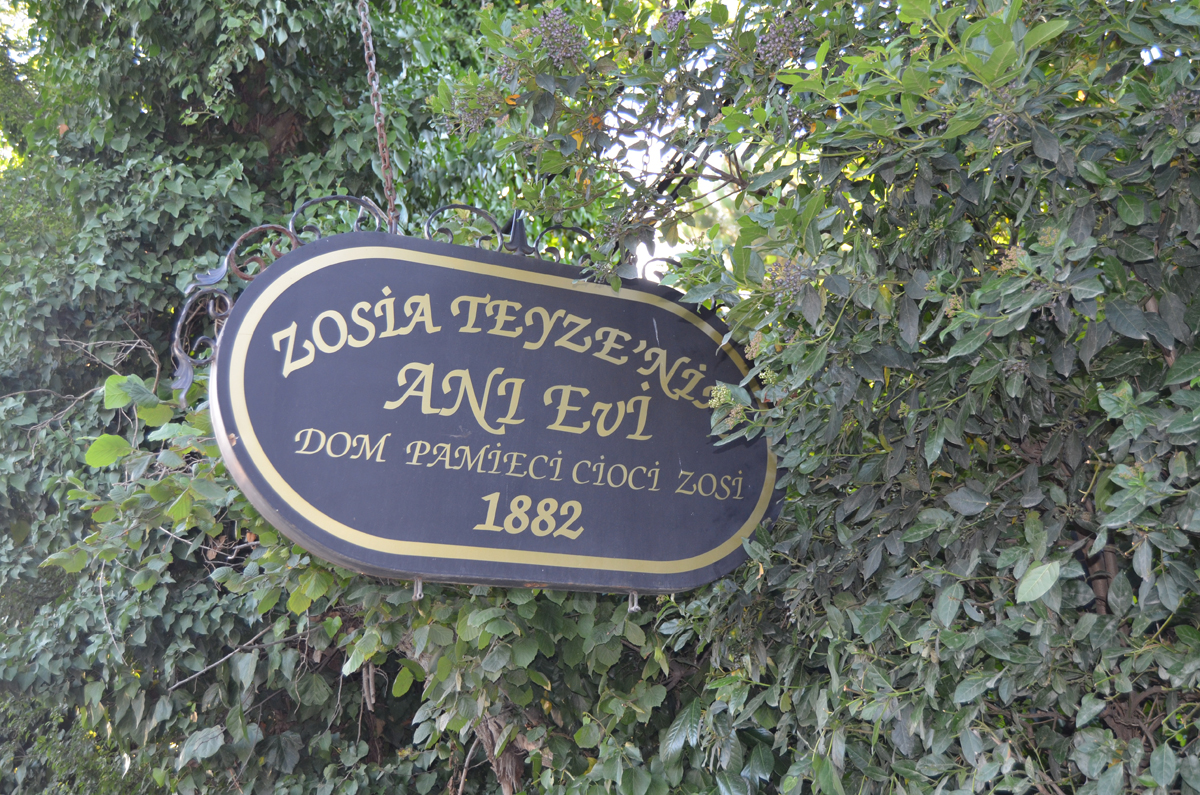 ZOSİA TEYZE'NİN
ANI EVİ
DOM PAMİECİ CİOCİ ZOSİ
1882